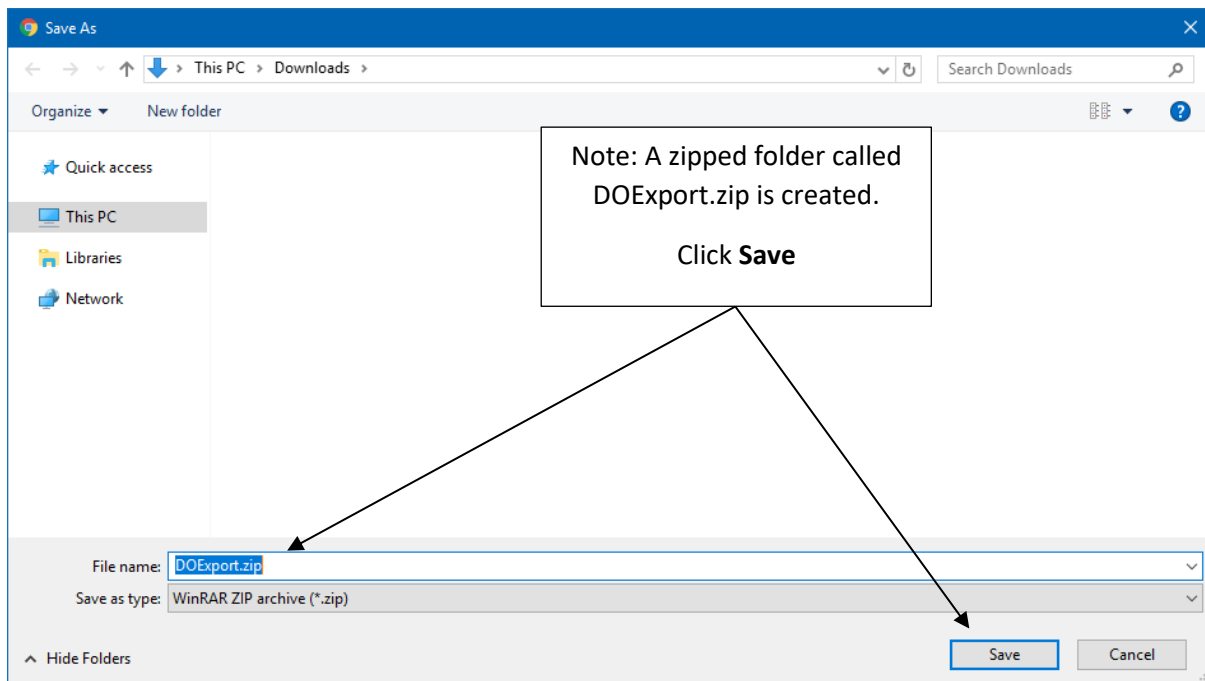 Save As
This PC > Downloads >
Search Downloads
Organize
New folder
?
Quick access
This PC
Libraries
Network
Note: A zipped folder called
DOExport.zip is created.
Click Save
File name: DOExport.zip
Save as type: WinRAR ZIP archive (*.zip)
Hide Folders
Save
Cancel